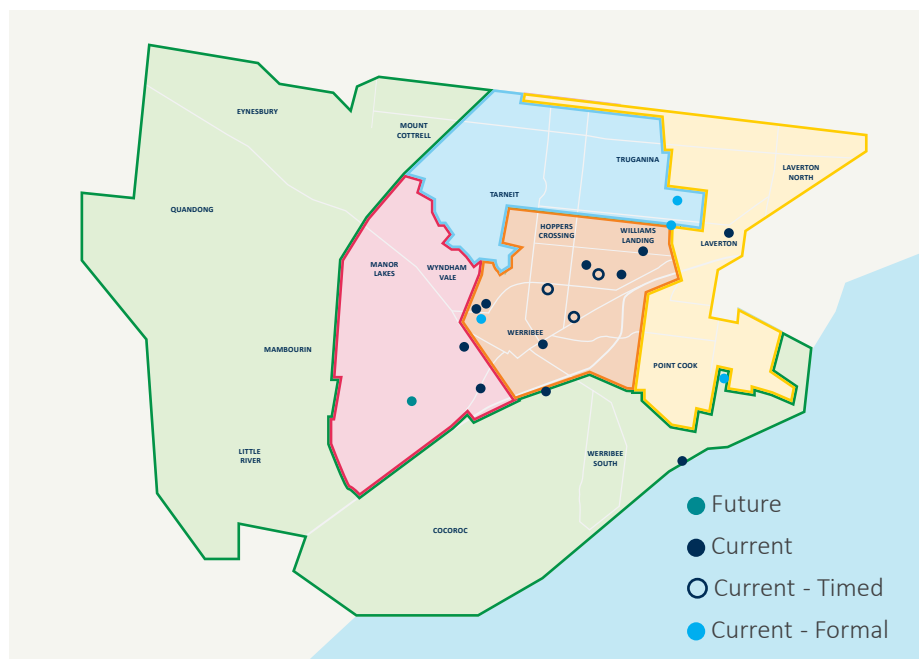 EYNESBURY
MOUNT
COTTRELL
TRUGANINA
LAVERTON
NORTH
TARNEIT
QUANDONG
HOPPERS
CROSSING
WILLIAMS
LANDING
LAVERTON
MANOR
LAKES
WYNDHAM
VALE
WERRIBEE
MAMBOURIN
POINT COOK
LITTLE
RIVER
WERRIBEE
SOUTH
COCOROC
Future
Current
Current - Timed
Current - Formal